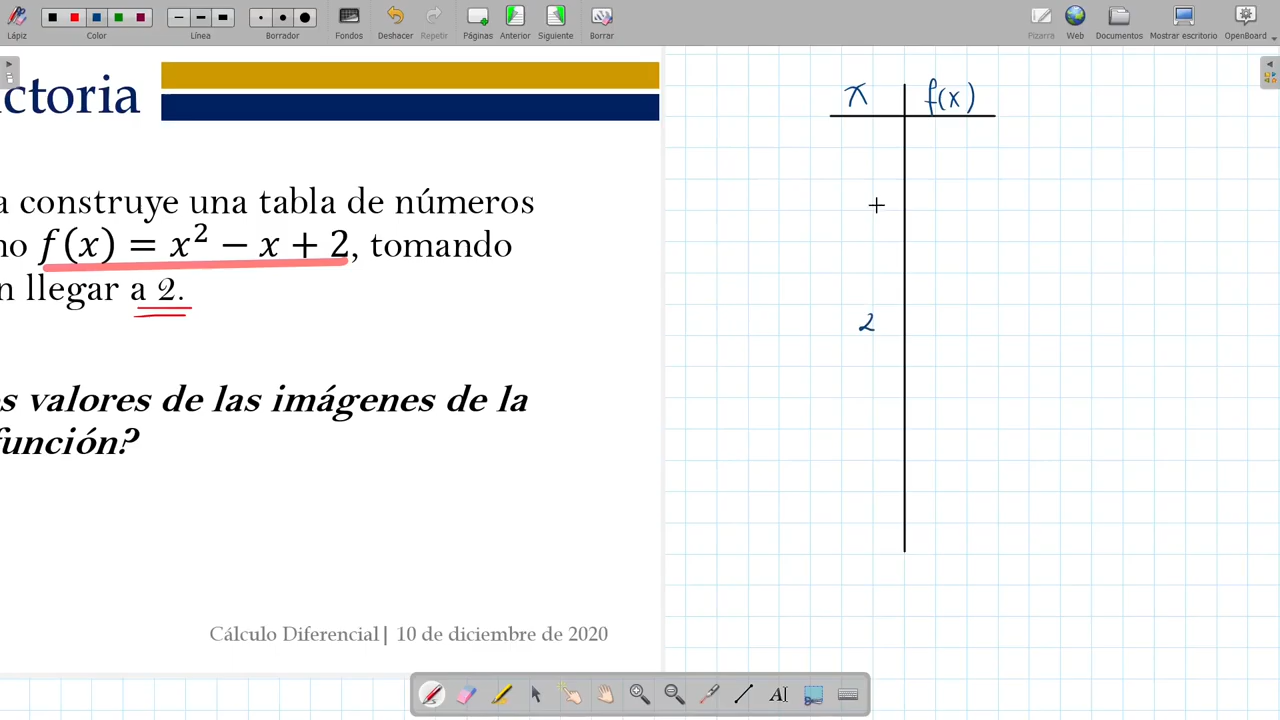 Lápiz Color Línea Borrador Fondos Deshacer Repetir Páginas Anterior Siguiente Borrar Pizarra Web Documentos Mostrar escritorio OpenBoard
ctoria
a construye una tabla de números
no f(x) = x² − x + 2, tomando
n llegar a 2.
s valores de las imágenes de la
función?
Cálculo Diferencial| 10 de diciembre de 2020
x f(x)
2
AI